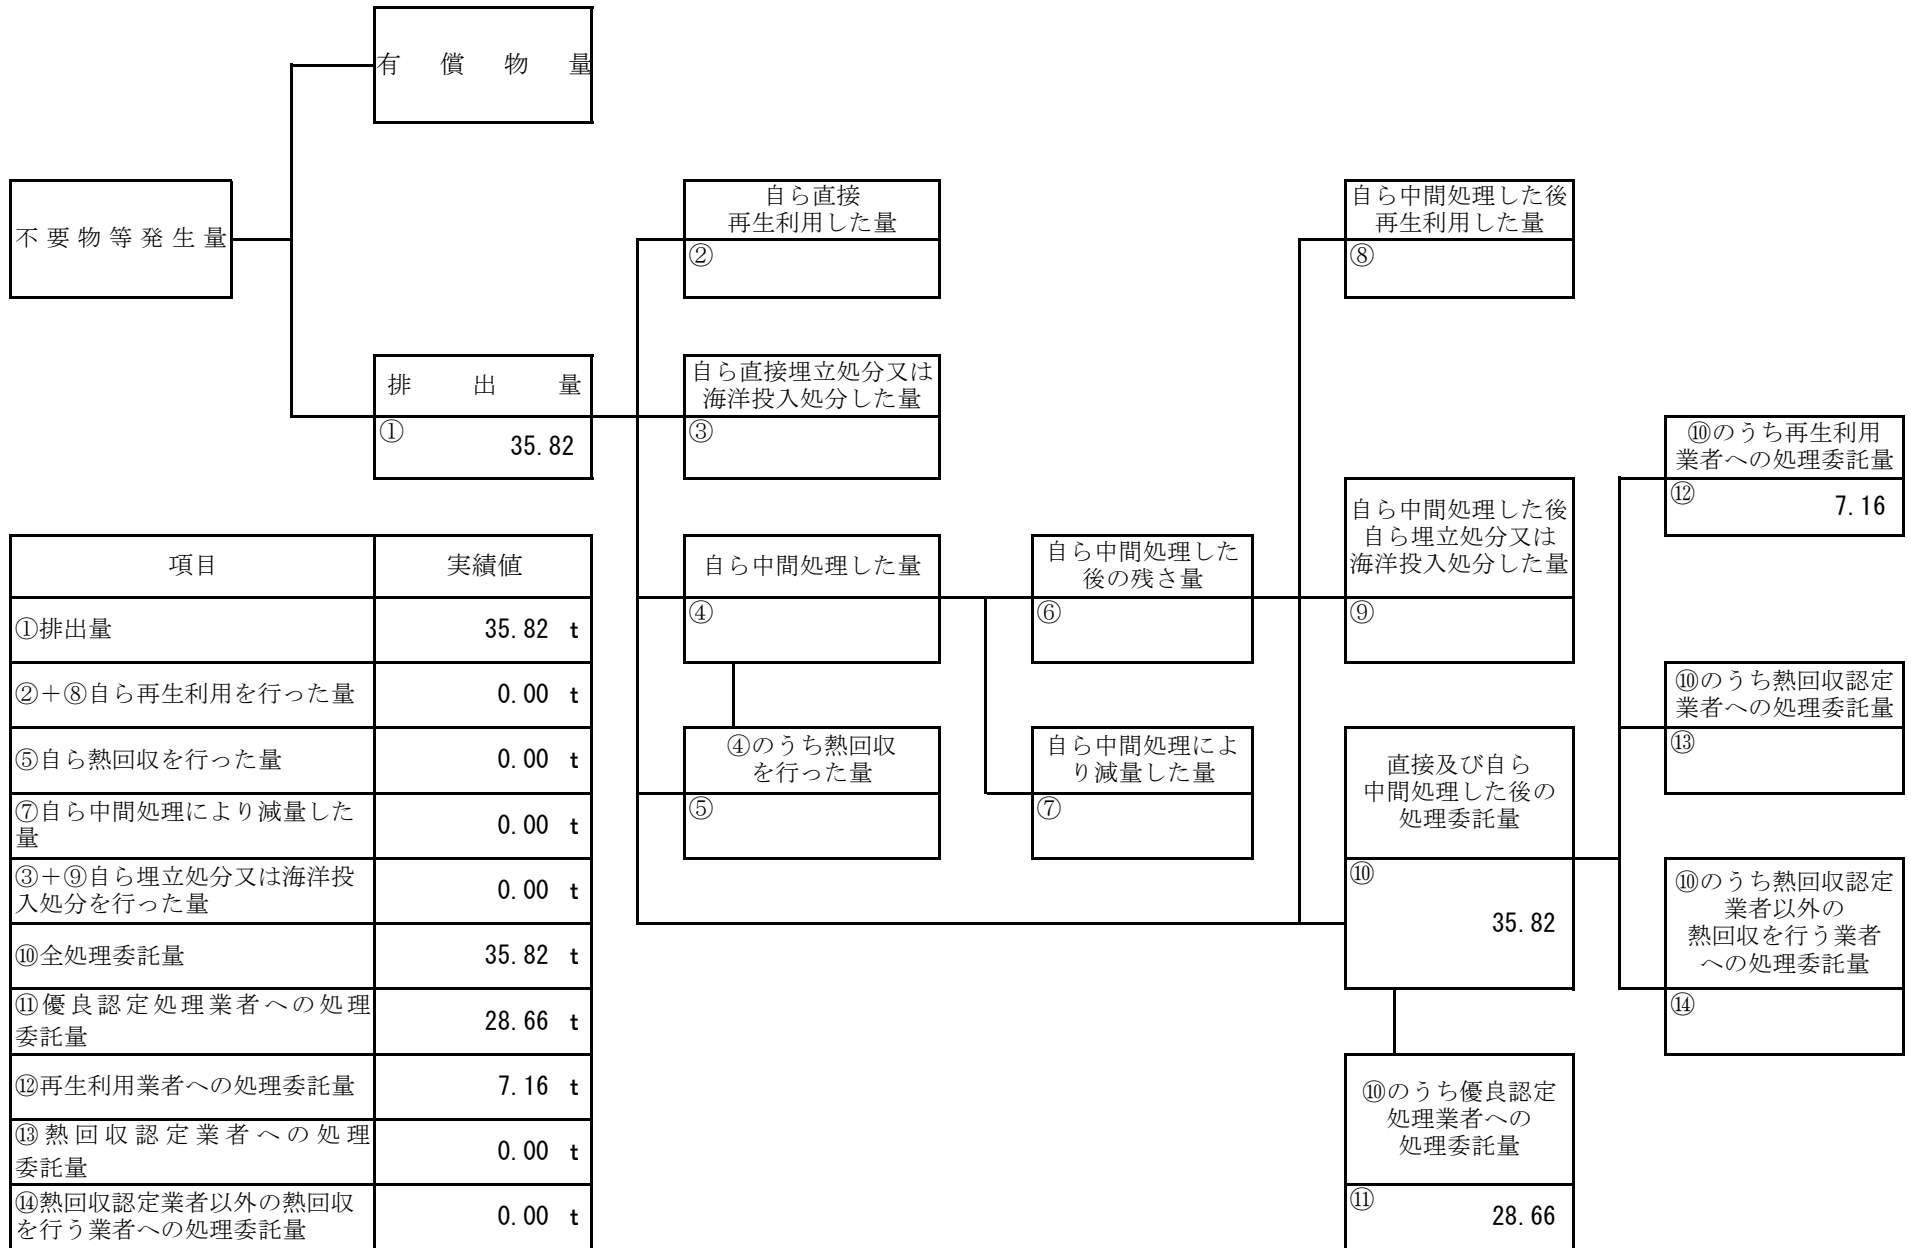 有償物量
不要物等発生量
排出量
①
35.82
自ら直接
再生利用した量
②
自ら直接埋立処分又は
海洋投入処分した量
③
自ら中間処理した量
④
④のうち熱回収
を行った量
⑤
自ら中間処理した
後の残さ量
⑥
自ら中間処理によ
り減量した量
⑦
自ら中間処理した後
再生利用した量
⑧
自ら中間処理した後
自ら埋立処分又は
海洋投入処分した量
⑨
直接及び自ら
中間処理した後の
処理委託量
⑩
35.82
⑩のうち優良認定
処理業者への
処理委託量
⑪
28.66
⑩のうち再生利用
業者への処理委託量
⑫
7.16
⑩のうち熱回収認定
業者への処理委託量
⑬
⑩のうち熱回収認定
業者以外の
熱回収を行う業者
への処理委託量
⑭
項目 実績値
①排出量 35.82 t
②＋⑧自ら再生利用を行った量 0.00 t
⑤自ら熱回収を行った量 0.00 t
⑦自ら中間処理により減量した
量 0.00 t
③＋⑨自ら埋立処分又は海洋投
入処分を行った量 0.00 t
⑩全処理委託量 35.82 t
⑪優良認定処理業者への処理
委託量 28.66 t
⑫再生利用業者への処理委託量 7.16 t
⑬熱回収認定業者への処理
委託量 0.00 t
⑭熱回収認定業者以外の熱回収
を行う業者への処理委託量 0.00 t